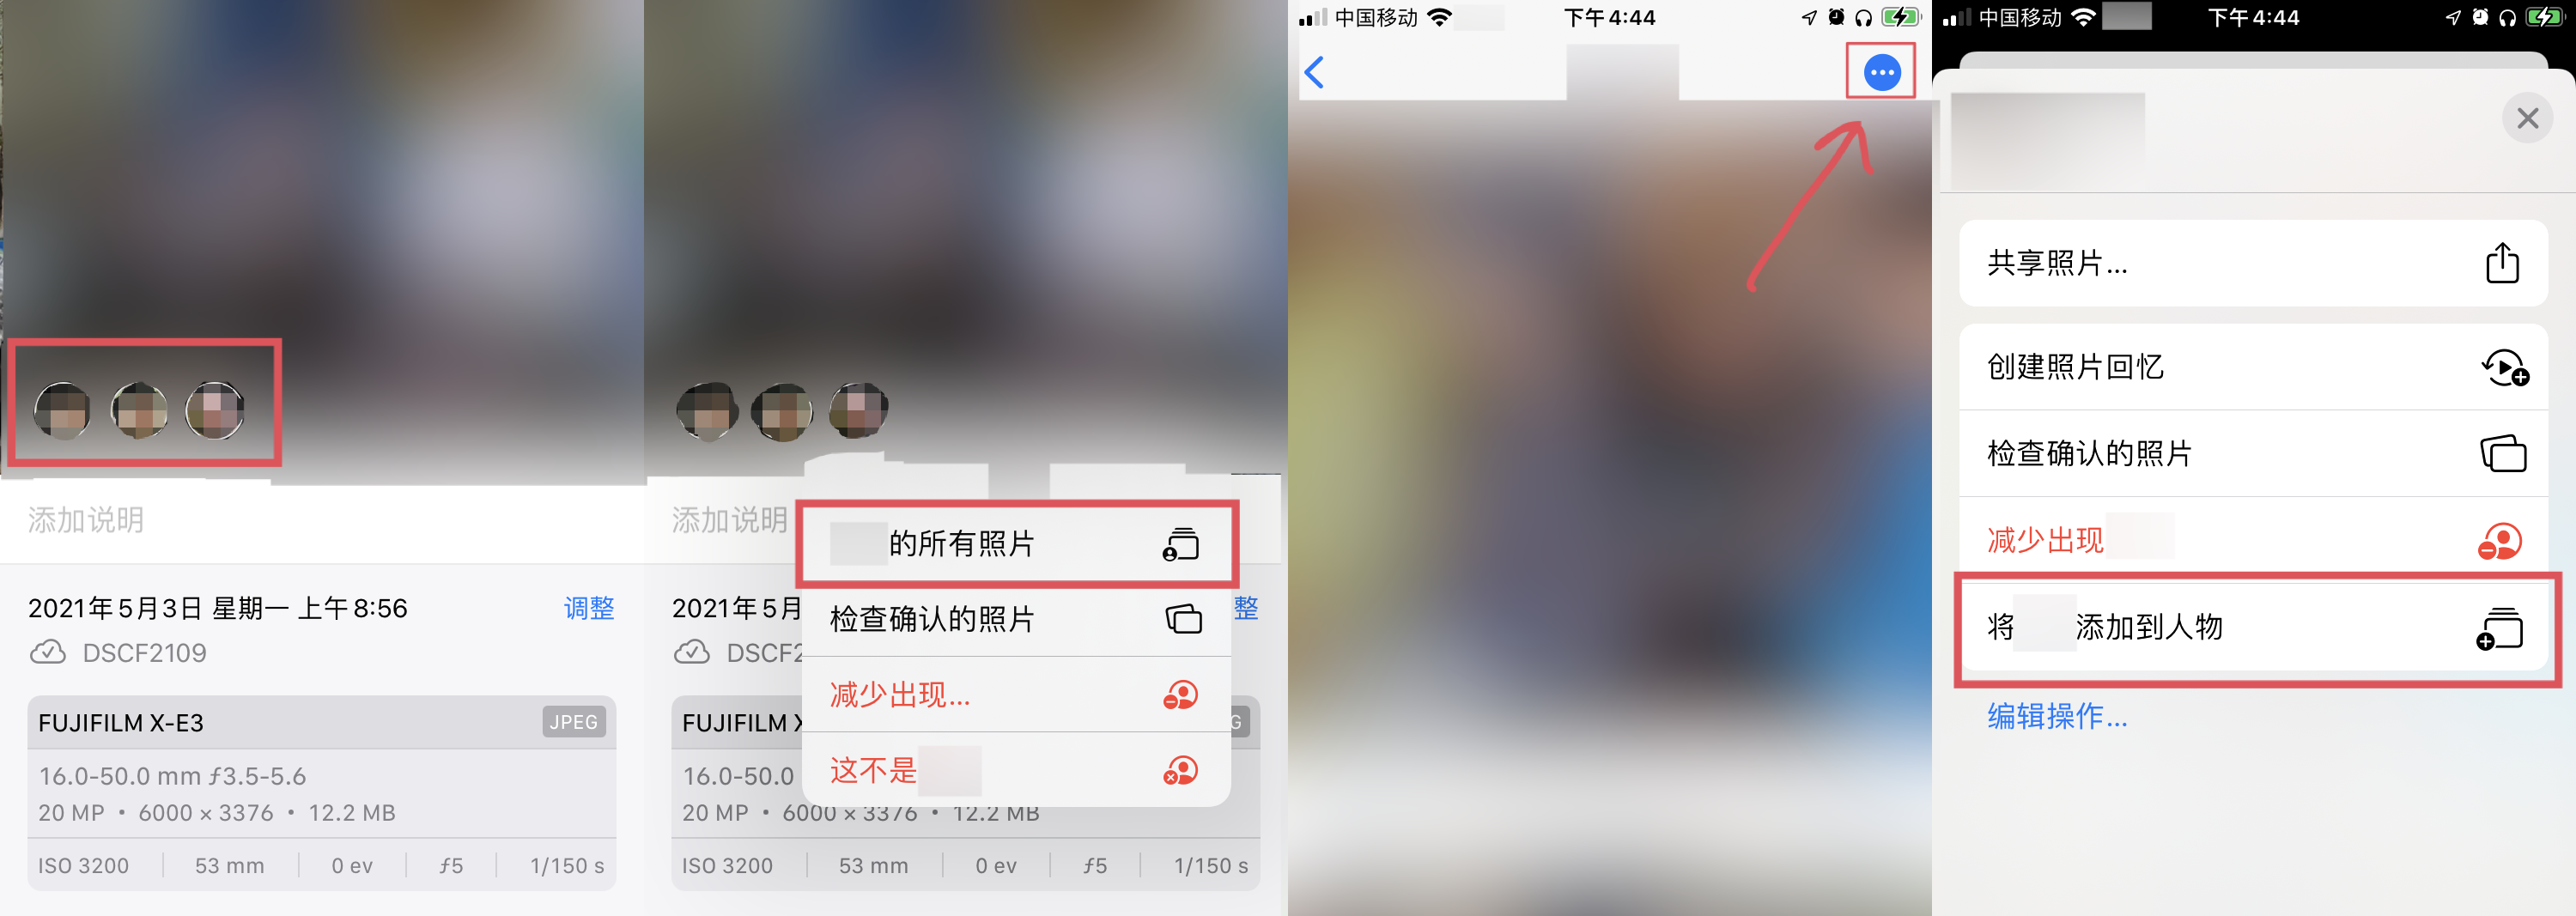 添加说明
2021年5月3日 星期一 上午8:56
调整
DSCF2109
FUJIFILM X-E3
JPEG
16.0-50.0 mm ƒ3.5-5.6
20 MP • 6000 × 3376 • 12.2 MB
ISO 3200
53 mm
0 ev
ƒ5
1/150 s
添加说明
的所有照片
2021年5月
检查确认的照片
整
DSCF2
减少出现...
FUJIFILM X
G
这不是
16.0-50.0
20 MP • 6000 × 3376 • 12.2 MB
ISO 3200
53 mm
0 ev
ƒ5
1/150 s
中国移动
下午4:44
中国移动
下午4:44
共享照片...
创建照片回忆
检查确认的照片
减少出现
将 添加到人物
编辑操作...